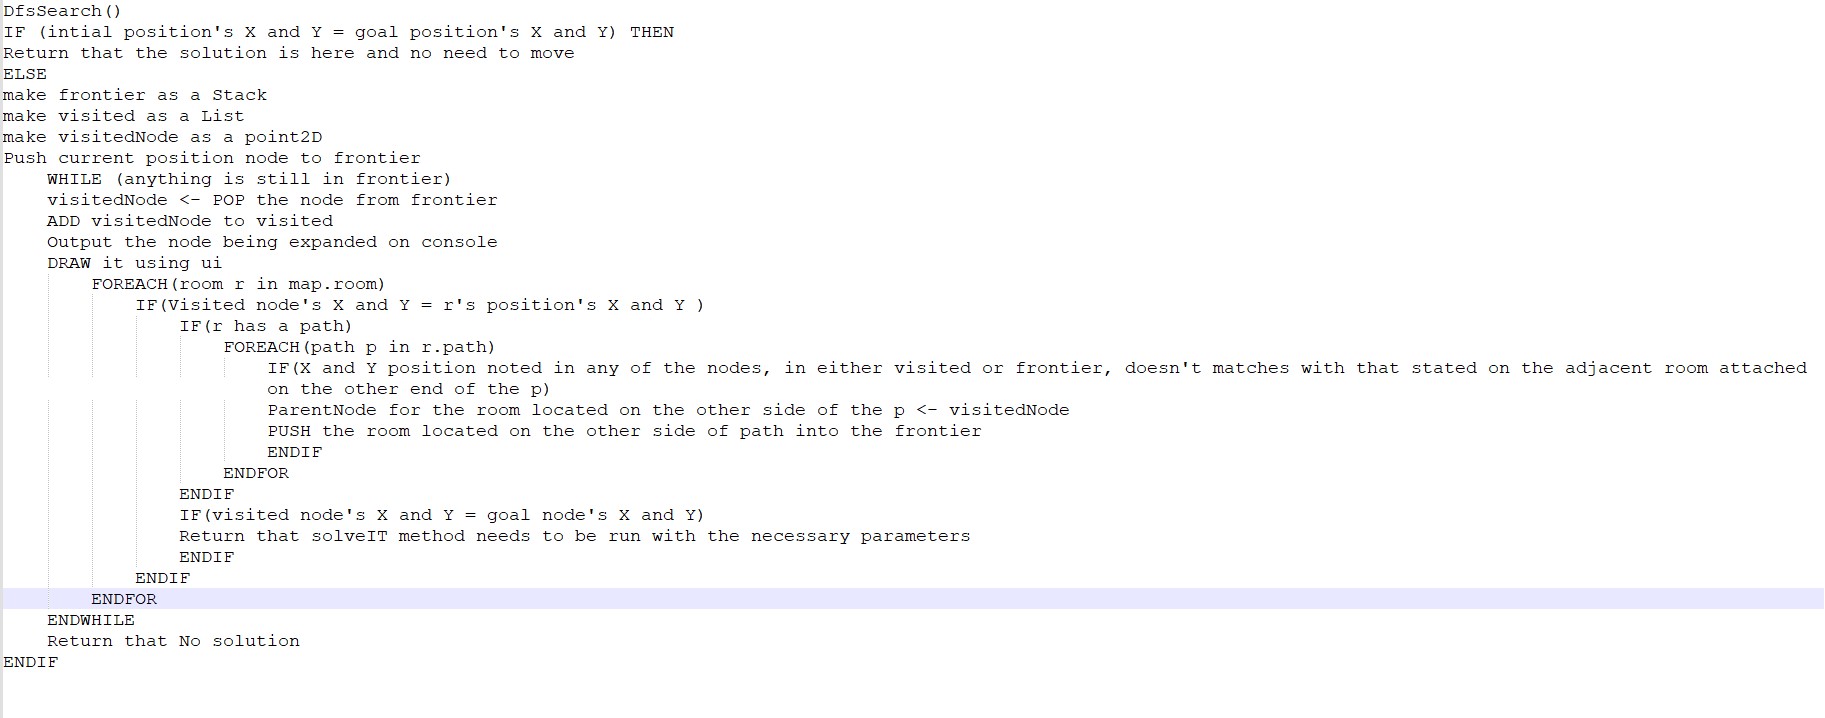 DfsSearch()
IF (intial position's X and Y = goal position's X and Y) THEN
Return that the solution is here and no need to move
ELSE
make frontier as a Stack
make visited as a List
make visitedNode as a point2D
Push current position node to frontier
WHILE (anything is still in frontier)
visitedNode <- POP the node from frontier
ADD visitedNode to visited
Output the node being expanded on console
DRAW it using ui
FOREACH(room r in map.room)
IF(Visited node's X and Y = r's position's X and Y )
IF(r has a path)
FOREACH(path p in r.path)
IF(X and Y position noted in any of the nodes, in either visited or frontier, doesn't matches with that stated on the adjacent room attached
on the other end of the p)
ParentNode for the room located on the other side of the p <- visitedNode
PUSH the room located on the other side of path into the frontier
ENDIF
ENDFOR
ENDIF
IF(visited node's X and Y = goal node's X and Y)
Return that solveIT method needs to be run with the necessary parameters
ENDIF
ENDIF
ENDFOR
ENDWHILE
Return that No solution
ENDIF